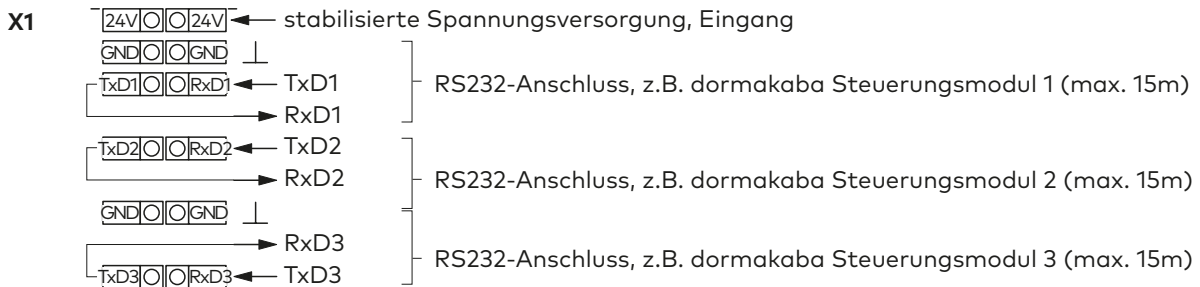 X1 24V 24V stabilisierte Spannungsversorgung, Eingang
GND GND
TxD1 RxD1 TxD1 RS232-Anschluss, z.B. dormakaba Steuerungsmodul 1 (max. 15m)
RxD1
TxD2 RxD2 TxD2
RxD2 RS232-Anschluss, z.B. dormakaba Steuerungsmodul 2 (max. 15m)
GND GND
RxD3
TxD3 RxD3 TxD3 RS232-Anschluss, z.B. dormakaba Steuerungsmodul 3 (max. 15m)